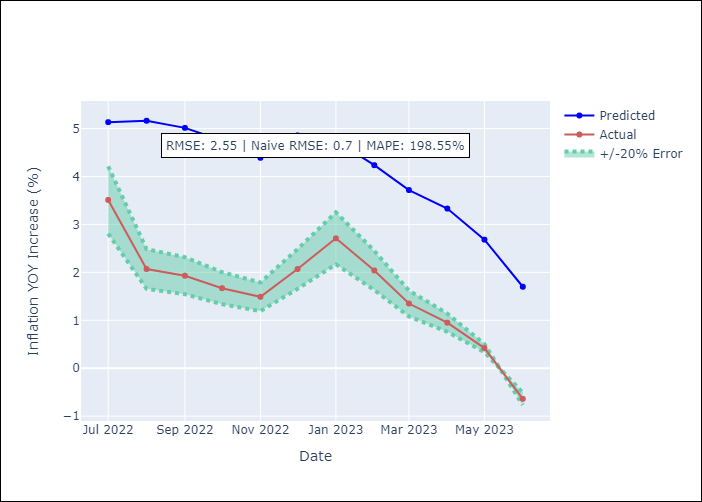 Predicted
Actual
+/-20% Error
RMSE: 2.55 | Naive RMSE: 0.7 | MAPE: 198.55%
Inflation YOY Increase (%)
5
4
3
2
1
0
−1
Jul 2022
Sep 2022
Nov 2022
Jan 2023
Mar 2023
May 2023
Date